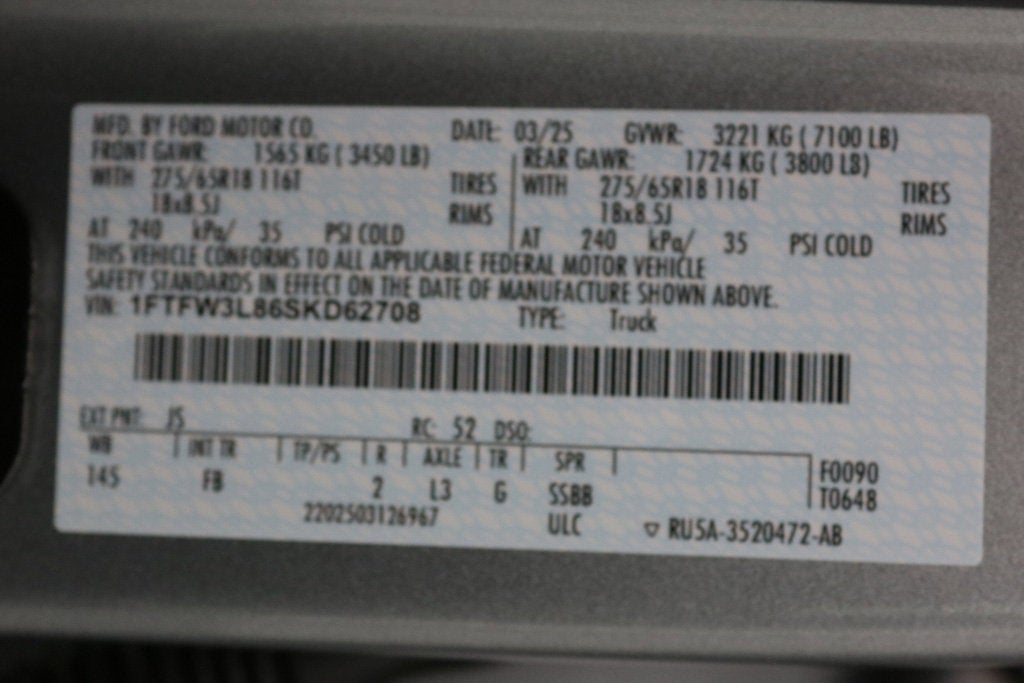 MFD. BY FORD MOTOR CO. DATE: 03/25 GVWR: 3221 KG ( 7100 LB)
FRONT GAWR: 1565 KG ( 3450 LB) REAR GAWR: 1724 KG ( 3800 LB)
WITH 275/65R18 116T TIRES WITH 275/65R18 116T TIRES
18x8.5J RIMS 18x8.5J RIMS
AT 240 kPa/ 35 PSI COLD AT 240 kPa/ 35 PSI COLD
THIS VEHICLE CONFORMS TO ALL APPLICABLE FEDERAL MOTOR VEHICLE
SAFETY STANDARDS IN EFFECT ON THE DATE OF MANUFACTURE SHOWN ABOVE.
VIN: 1FTFW3L86SKD62708 TYPE: Truck
EXT PNT: JS RC: 52 DSO:
WB INT TR TP/PS R AXLE TR SPR F0090
145 FB 2 L3 G SSBB T0648
2202503126967 ULC RU5A-3520472-AB